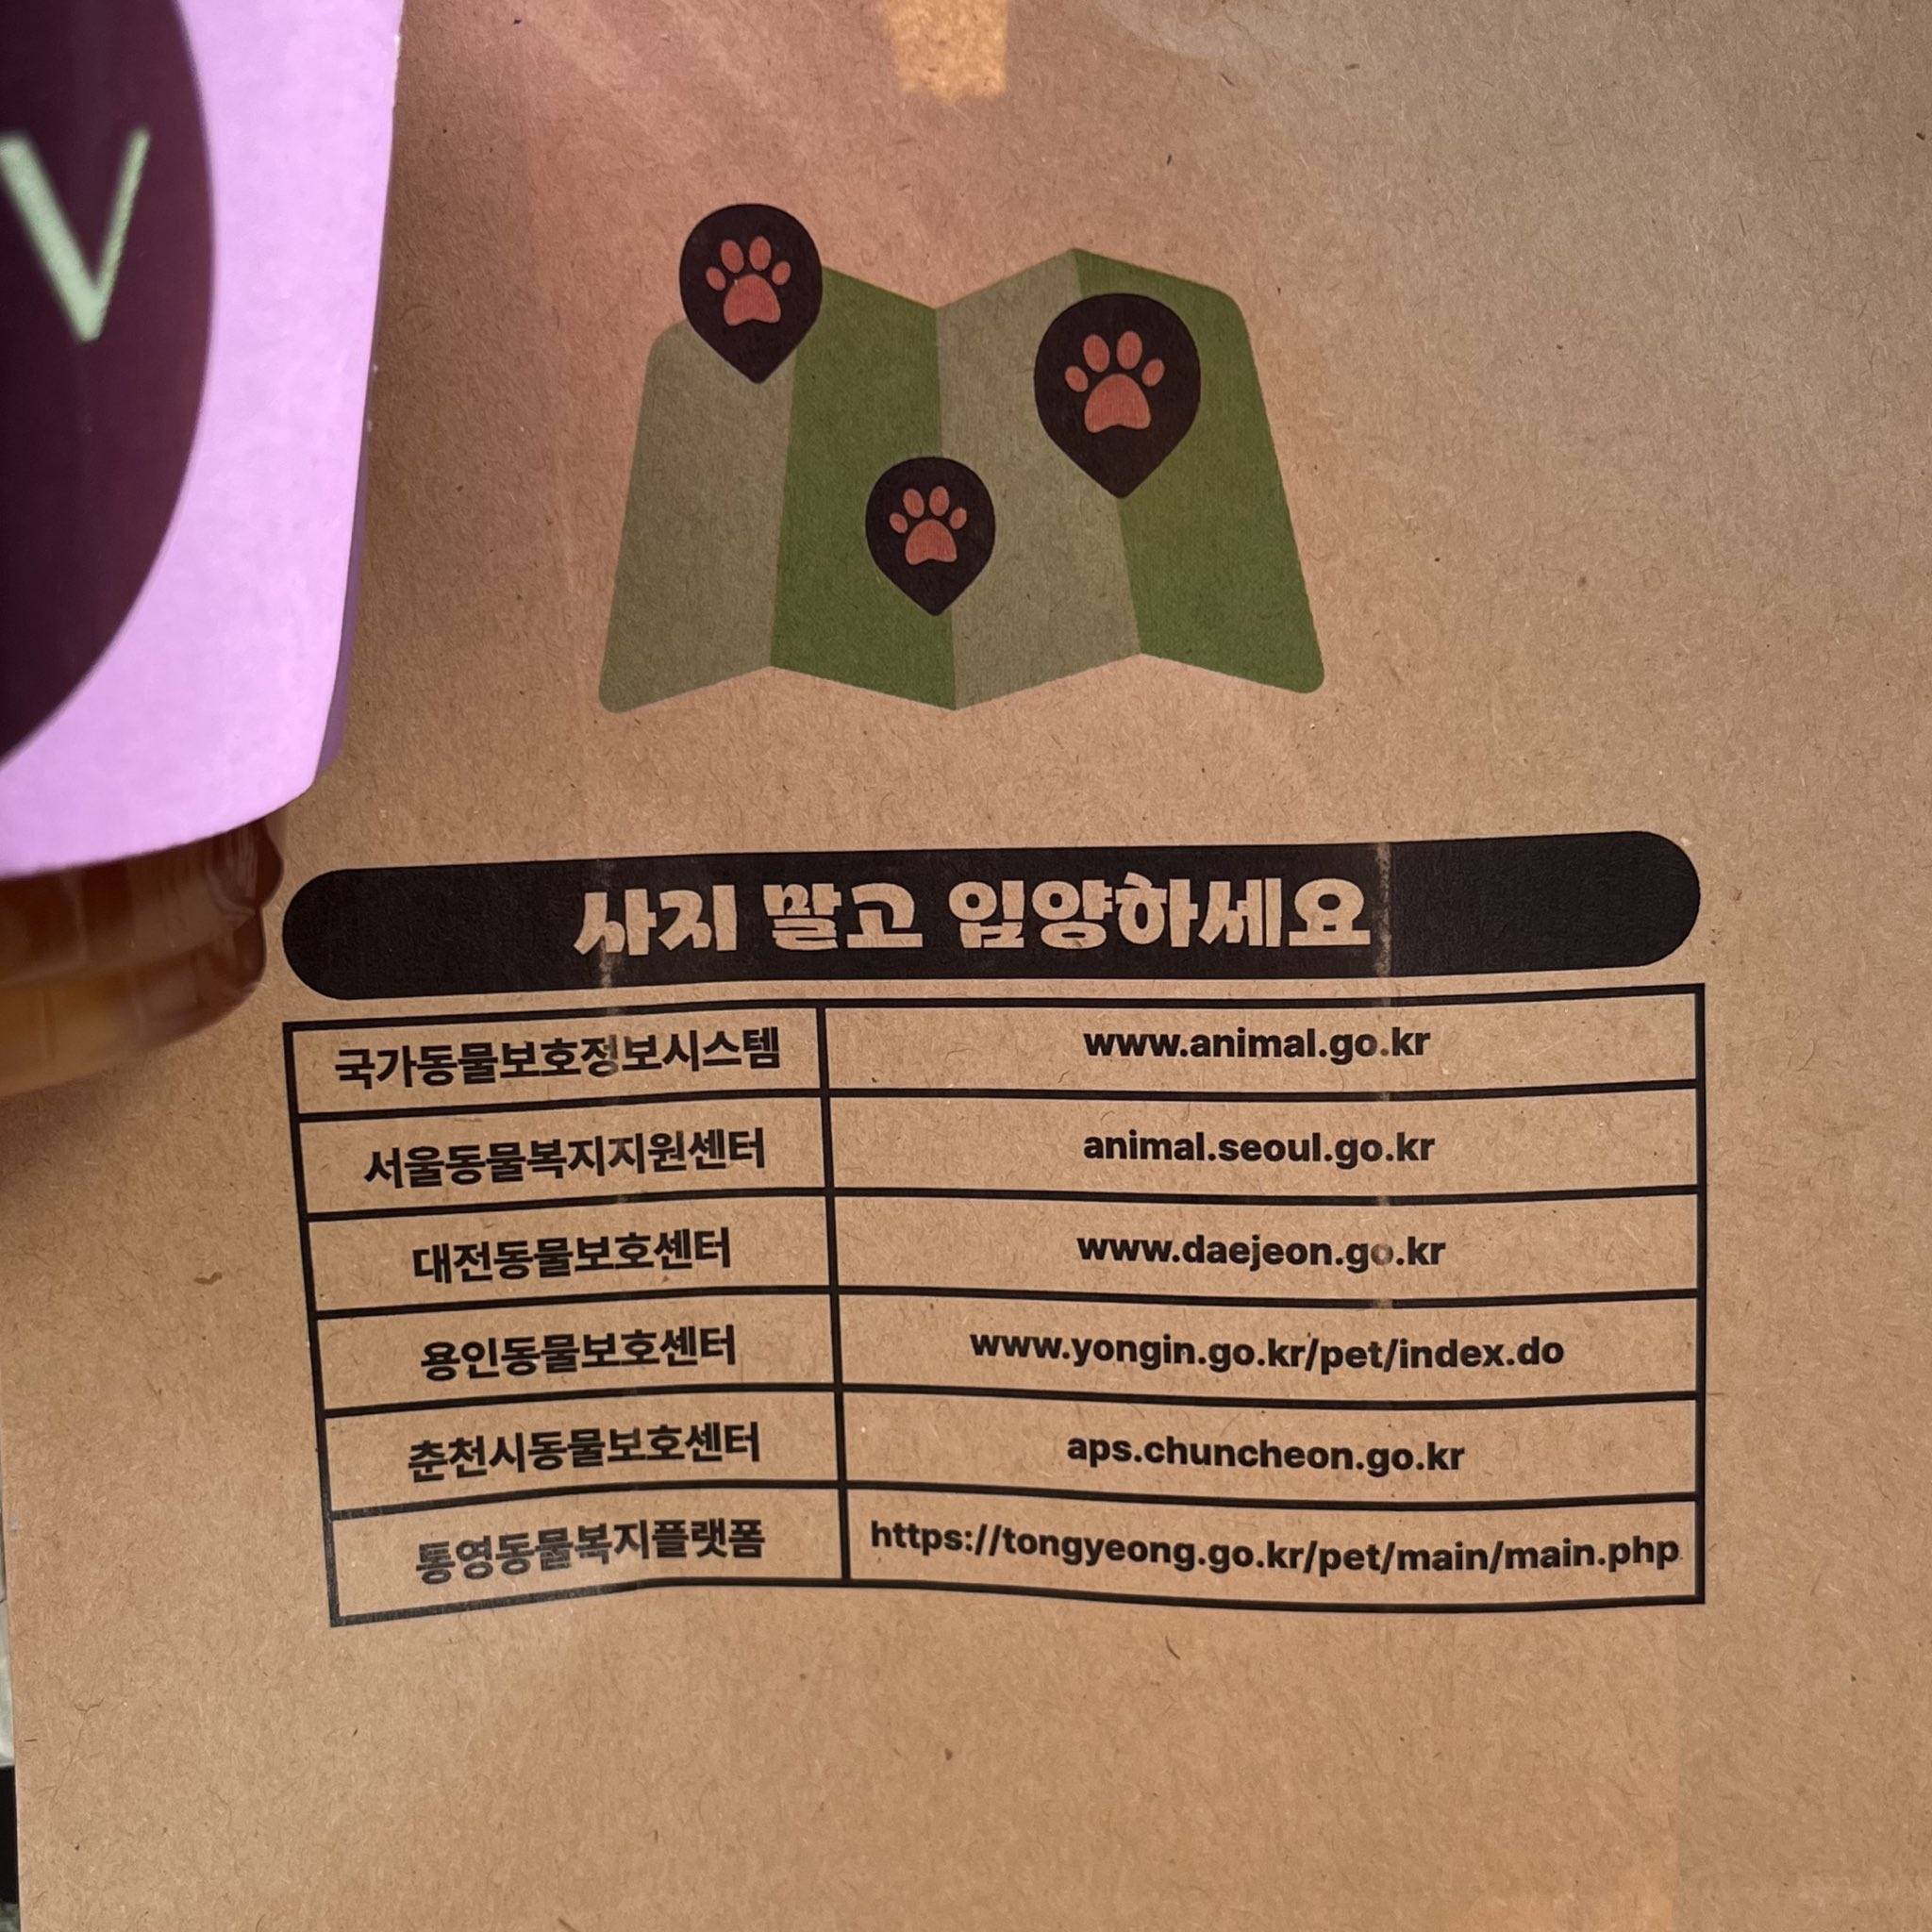 V
사지 말고 입양하세요
국가동물보호정보시스템 www.animal.go.kr
서울동물복지지원센터 animal.seoul.go.kr
대전동물보호센터 www.daejeon.go.kr
용인동물보호센터 www.yongin.go.kr/pet/index.do
춘천시동물보호센터 aps.chuncheon.go.kr
통영동물복지플랫폼 https://tongyeong.go.kr/pet/main/main.php